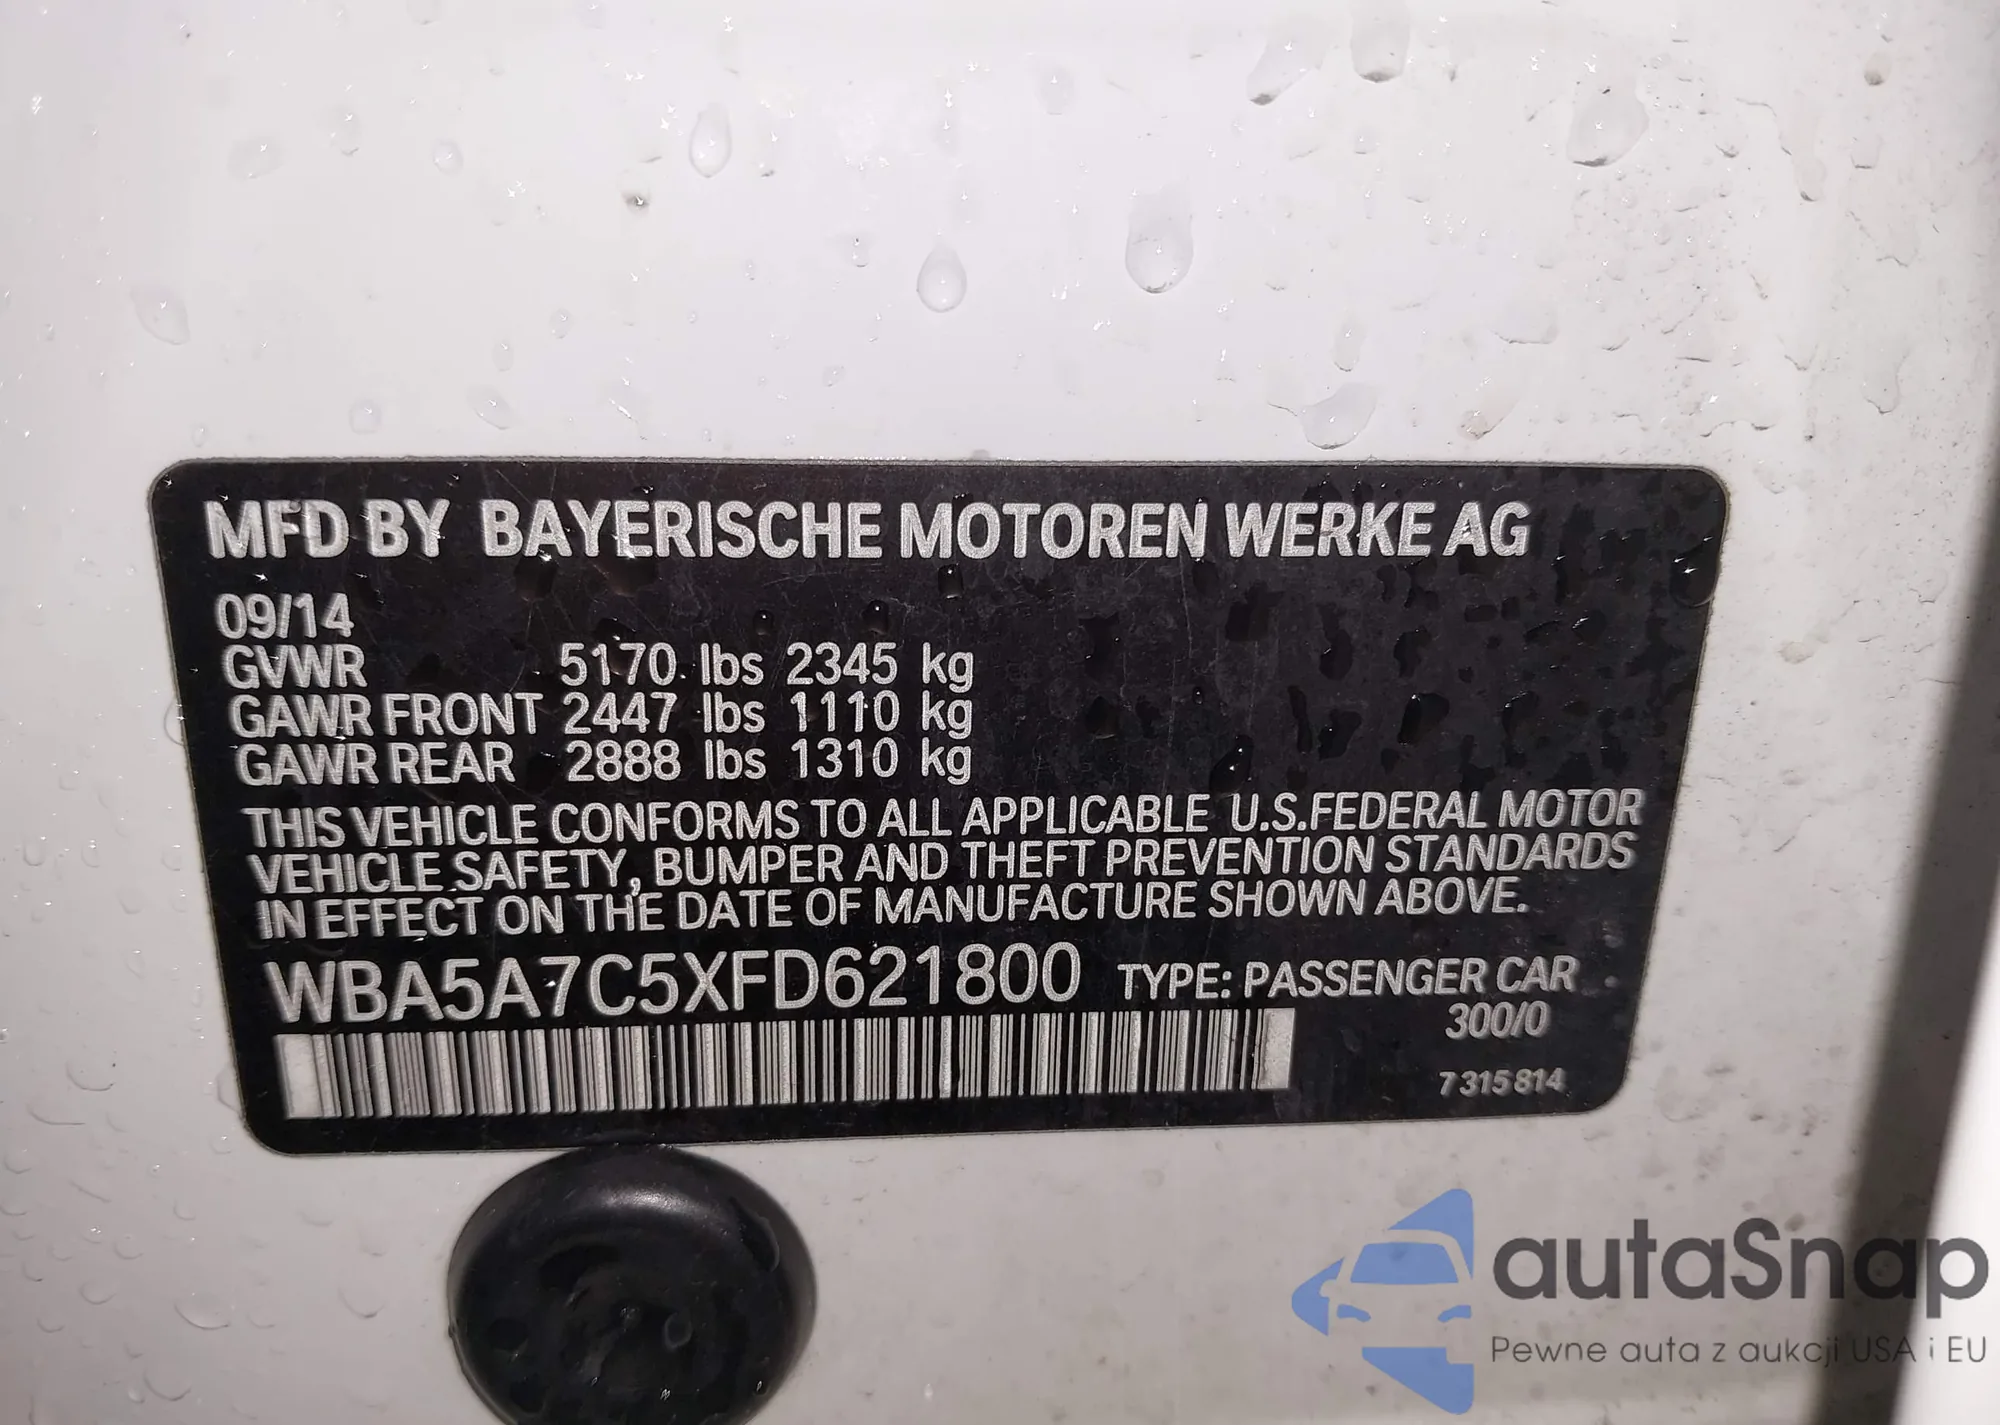 MFD BY BAYERISCHE MOTOREN WERKE AG
09/14
GVWR 5170 lbs 2345 kg
GAWR FRONT 2447 lbs 1110 kg
GAWR REAR 2888 lbs 1310 kg
THIS VEHICLE CONFORMS TO ALL APPLICABLE U.S.FEDERAL MOTOR
VEHICLE SAFETY, BUMPER AND THEFT PREVENTION STANDARDS
IN EFFECT ON THE DATE OF MANUFACTURE SHOWN ABOVE.
WBA5A7C5XFD621800 TYPE: PASSENGER CAR
300/0
7315814
autaSnap
Pewne auta z aukcji USA i EU